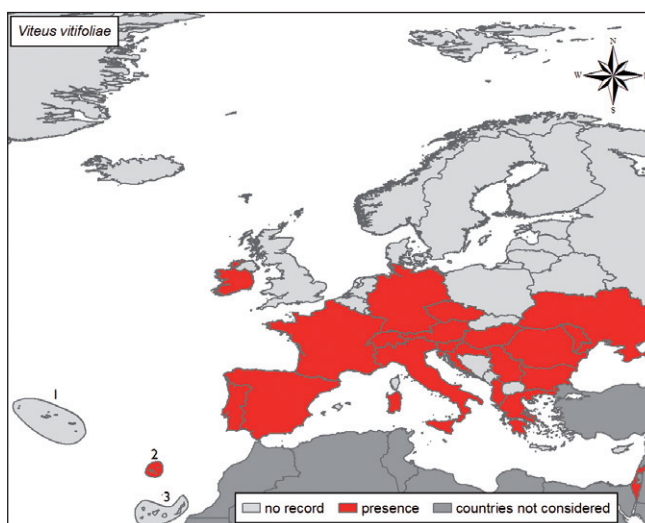 Viteus vitifoliae
N
W
E
S
1
2
3
no record presence countries not considered